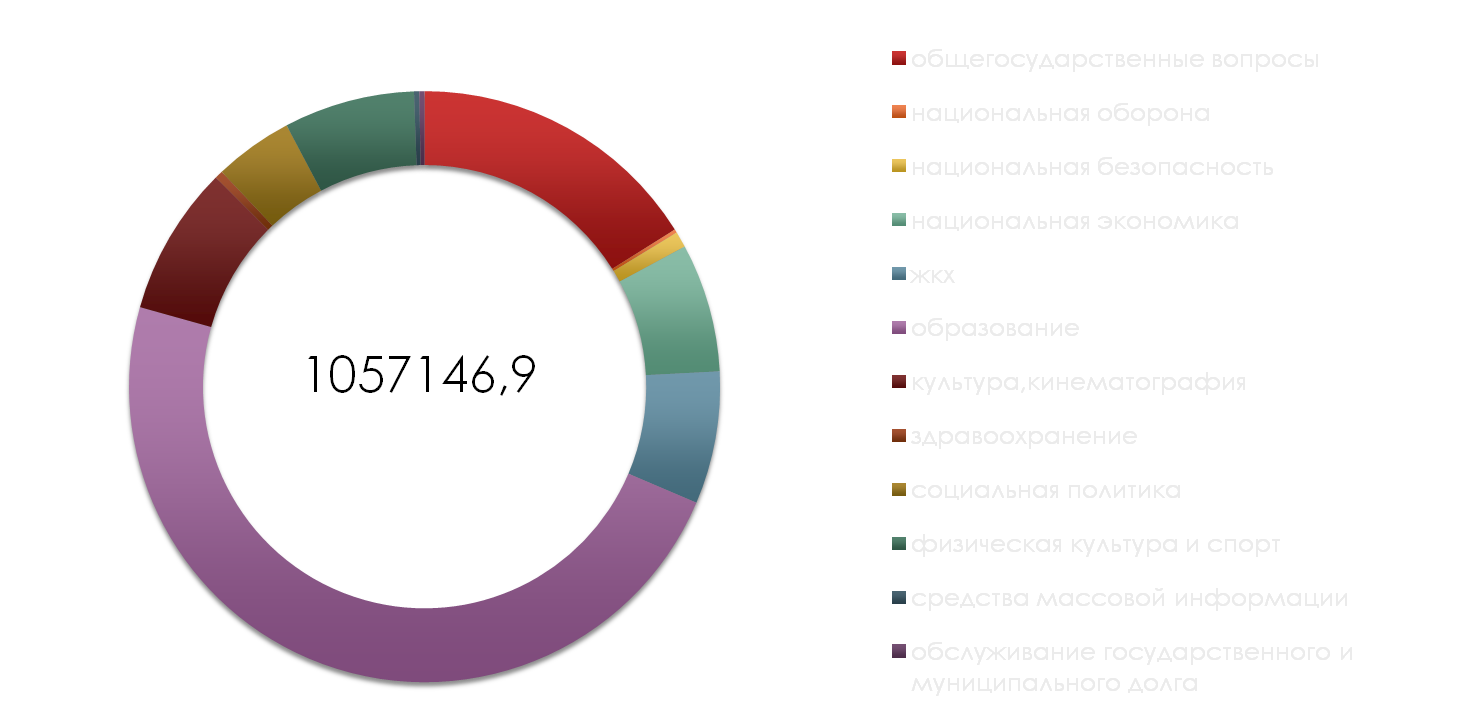 1057146,9
общегосударственные вопросы
национальная оборона
национальная безопасность
национальная экономика
жкх
образование
культура,кинематография
здравоохранение
социальная политика
физическая культура и спорт
средства массовой информации
обслуживание государственного и
муниципального долга